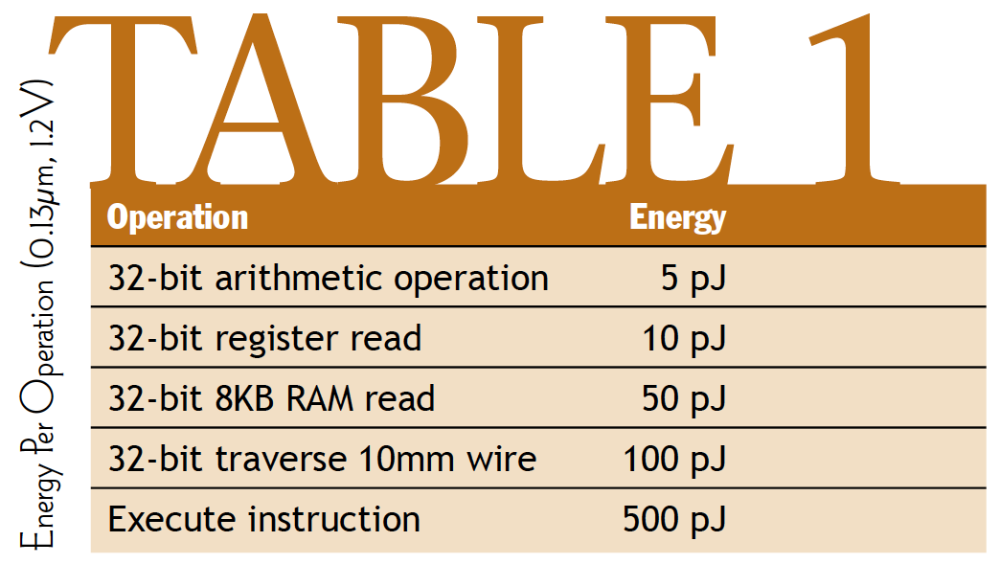 TABLE 1
Energy Per Operation (0.13µm, 1.2V)
Operation Energy
32-bit arithmetic operation 5 pJ
32-bit register read 10 pJ
32-bit 8KB RAM read 50 pJ
32-bit traverse 10mm wire 100 pJ
Execute instruction 500 pJ